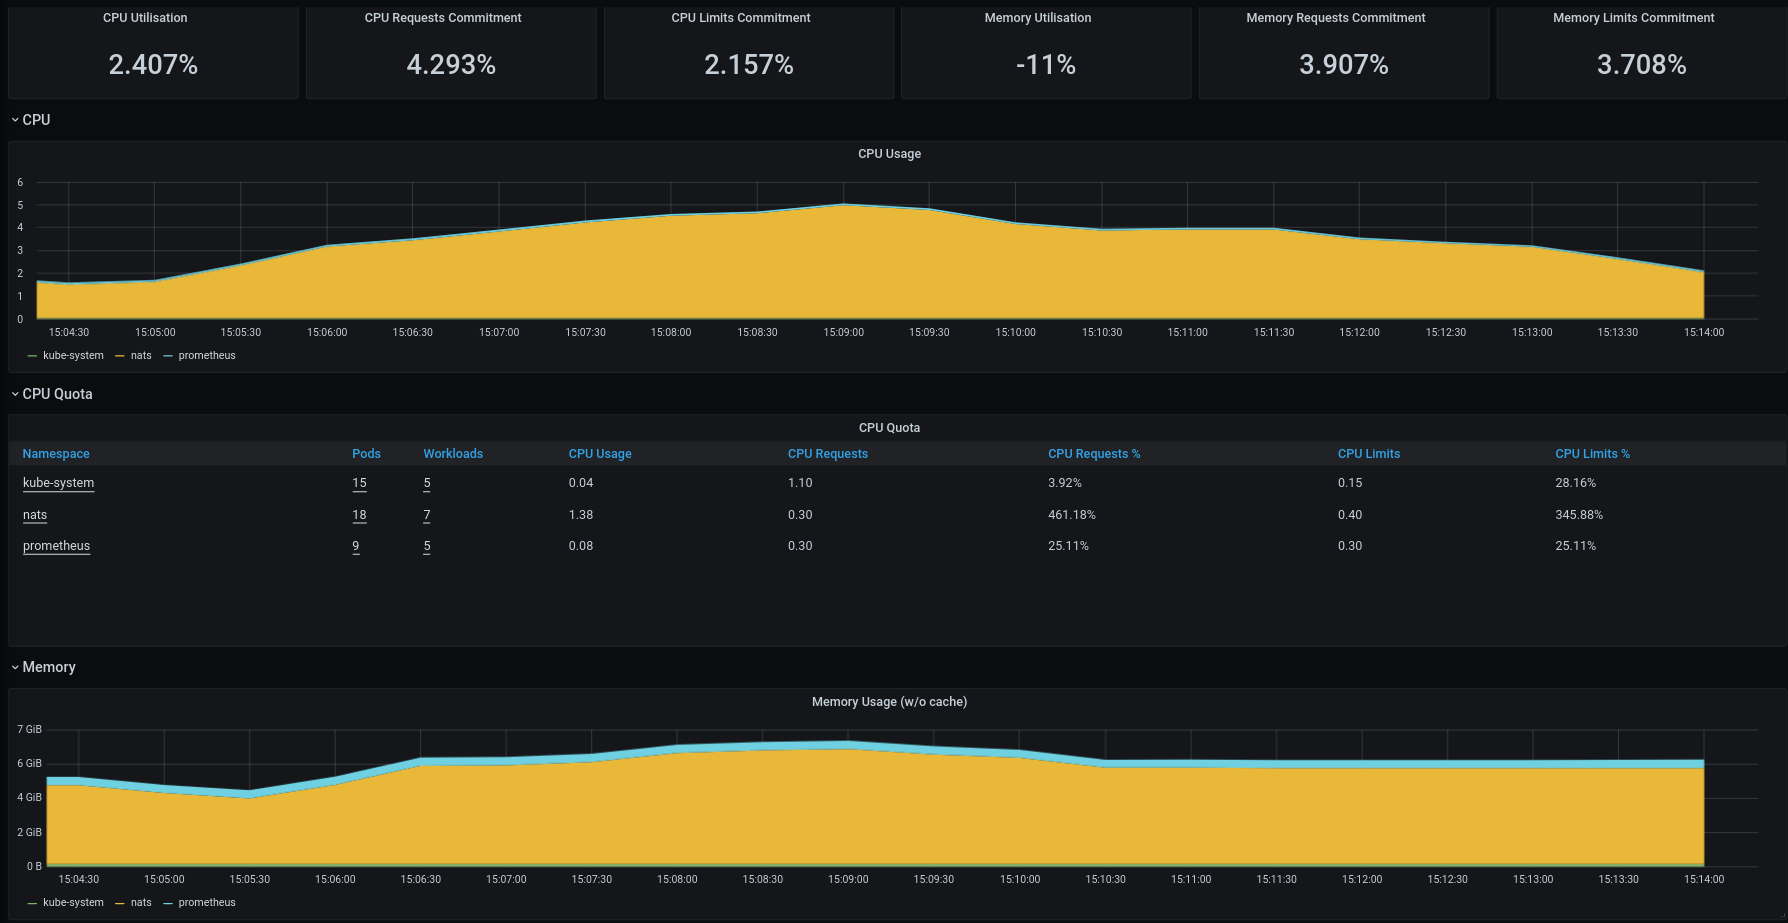 CPU Utilisation CPU Requests Commitment CPU Limits Commitment Memory Utilisation Memory Requests Commitment Memory Limits Commitment
2.407% 4.293% 2.157% -11% 3.907% 3.708%
CPU
CPU Usage
6
5
4
3
2
1
0
15:04:30 15:05:00 15:05:30 15:06:00 15:06:30 15:07:00 15:07:30 15:08:00 15:08:30 15:09:00 15:09:30 15:10:00 15:10:30 15:11:00 15:11:30 15:12:00 15:12:30 15:13:00 15:13:30 15:14:00
kube-system nats prometheus
CPU Quota
CPU Quota
Namespace Pods Workloads CPU Usage CPU Requests CPU Requests % CPU Limits CPU Limits %
kube-system 15 5 0.04 1.10 3.92% 0.15 28.16%
nats 18 7 1.38 0.30 461.18% 0.40 345.88%
prometheus 9 5 0.08 0.30 25.11% 0.30 25.11%
Memory
Memory Usage (w/o cache)
7 GiB
6 GiB
4 GiB
2 GiB
0 B
15:04:30 15:05:00 15:05:30 15:06:00 15:06:30 15:07:00 15:07:30 15:08:00 15:08:30 15:09:00 15:09:30 15:10:00 15:10:30 15:11:00 15:11:30 15:12:00 15:12:30 15:13:00 15:13:30 15:14:00
kube-system nats prometheus